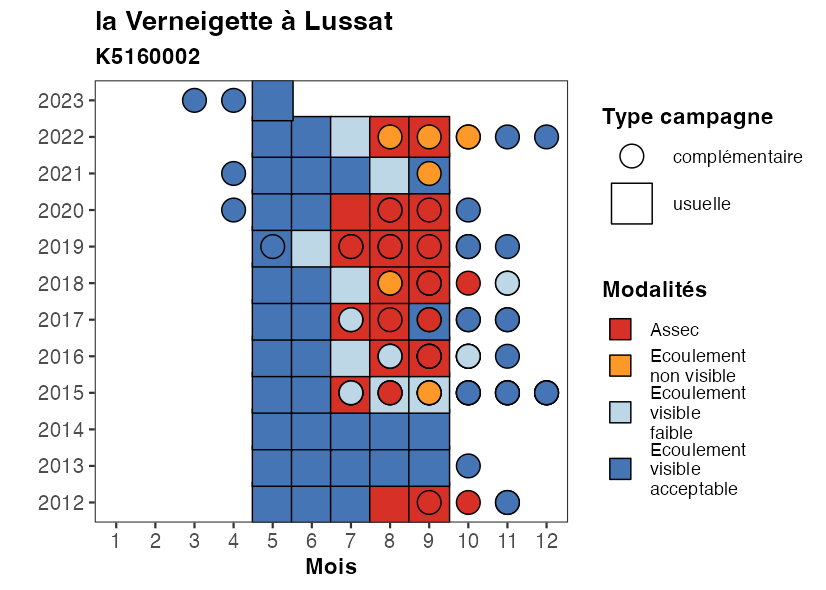 la Verneigette à Lussat
K5160002
2023
2022
2021
2020
2019
2018
2017
2016
2015
2014
2013
2012
1 2 3 4 5 6 7 8 9 10 11 12
Mois
Type campagne
complémentaire
usuelle
Modalités
Assec
Ecoulement
non visible
Ecoulement
visible
faible
Ecoulement
visible
acceptable